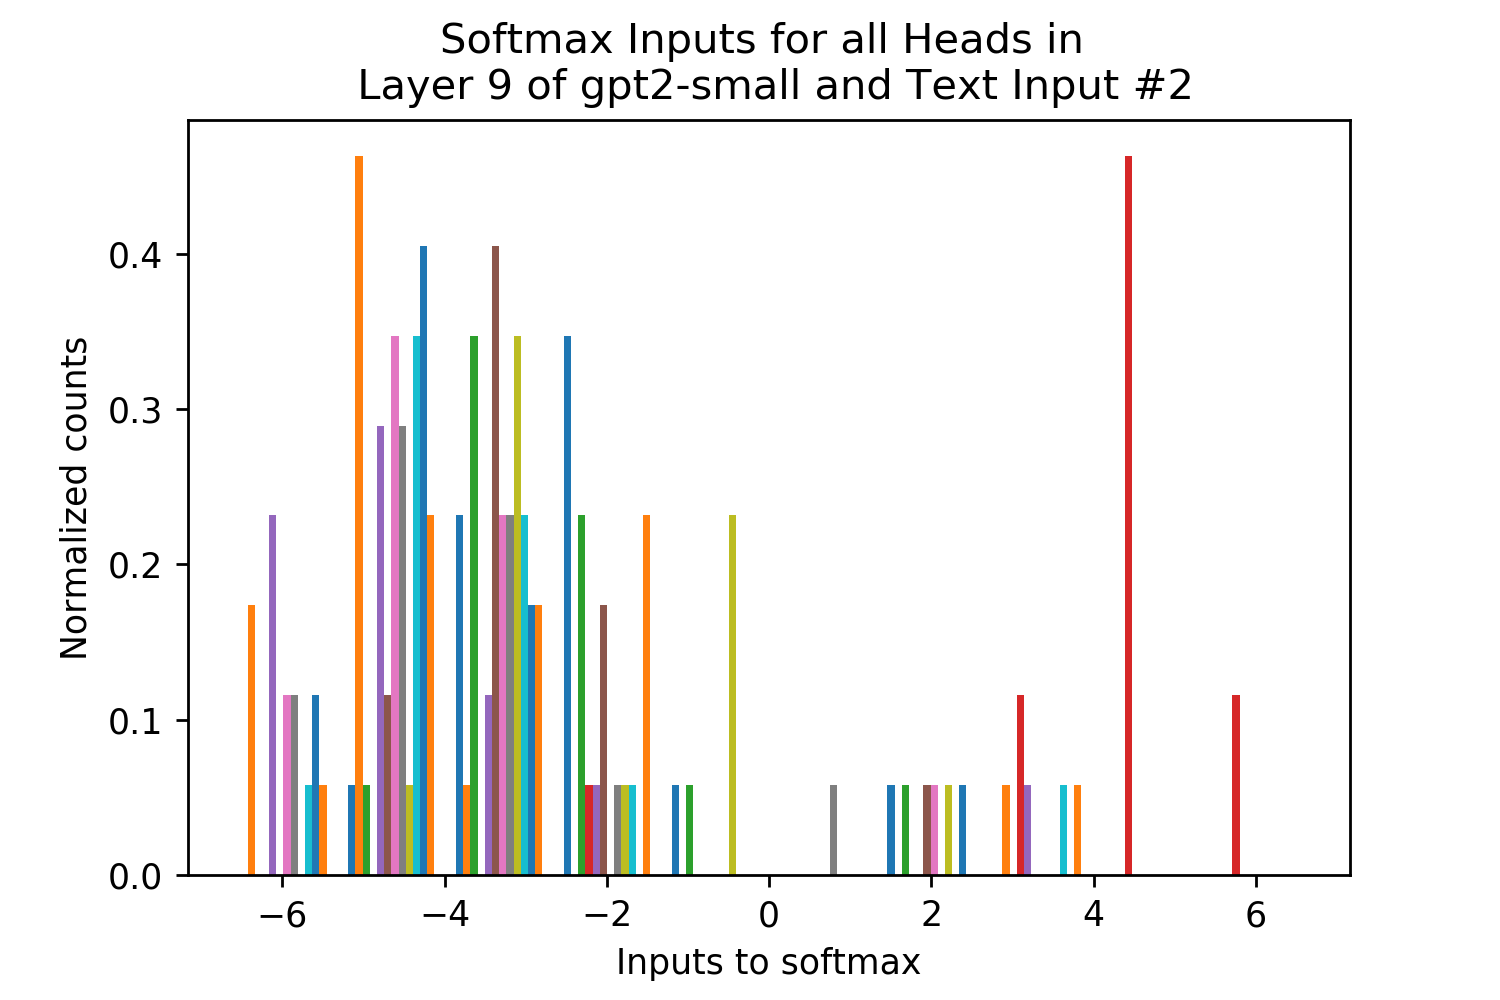 Softmax Inputs for all Heads in
Layer 9 of gpt2-small and Text Input #2
Normalized counts
0.4
0.3
0.2
0.1
0.0
−6 −4 −2 0 2 4 6
Inputs to softmax